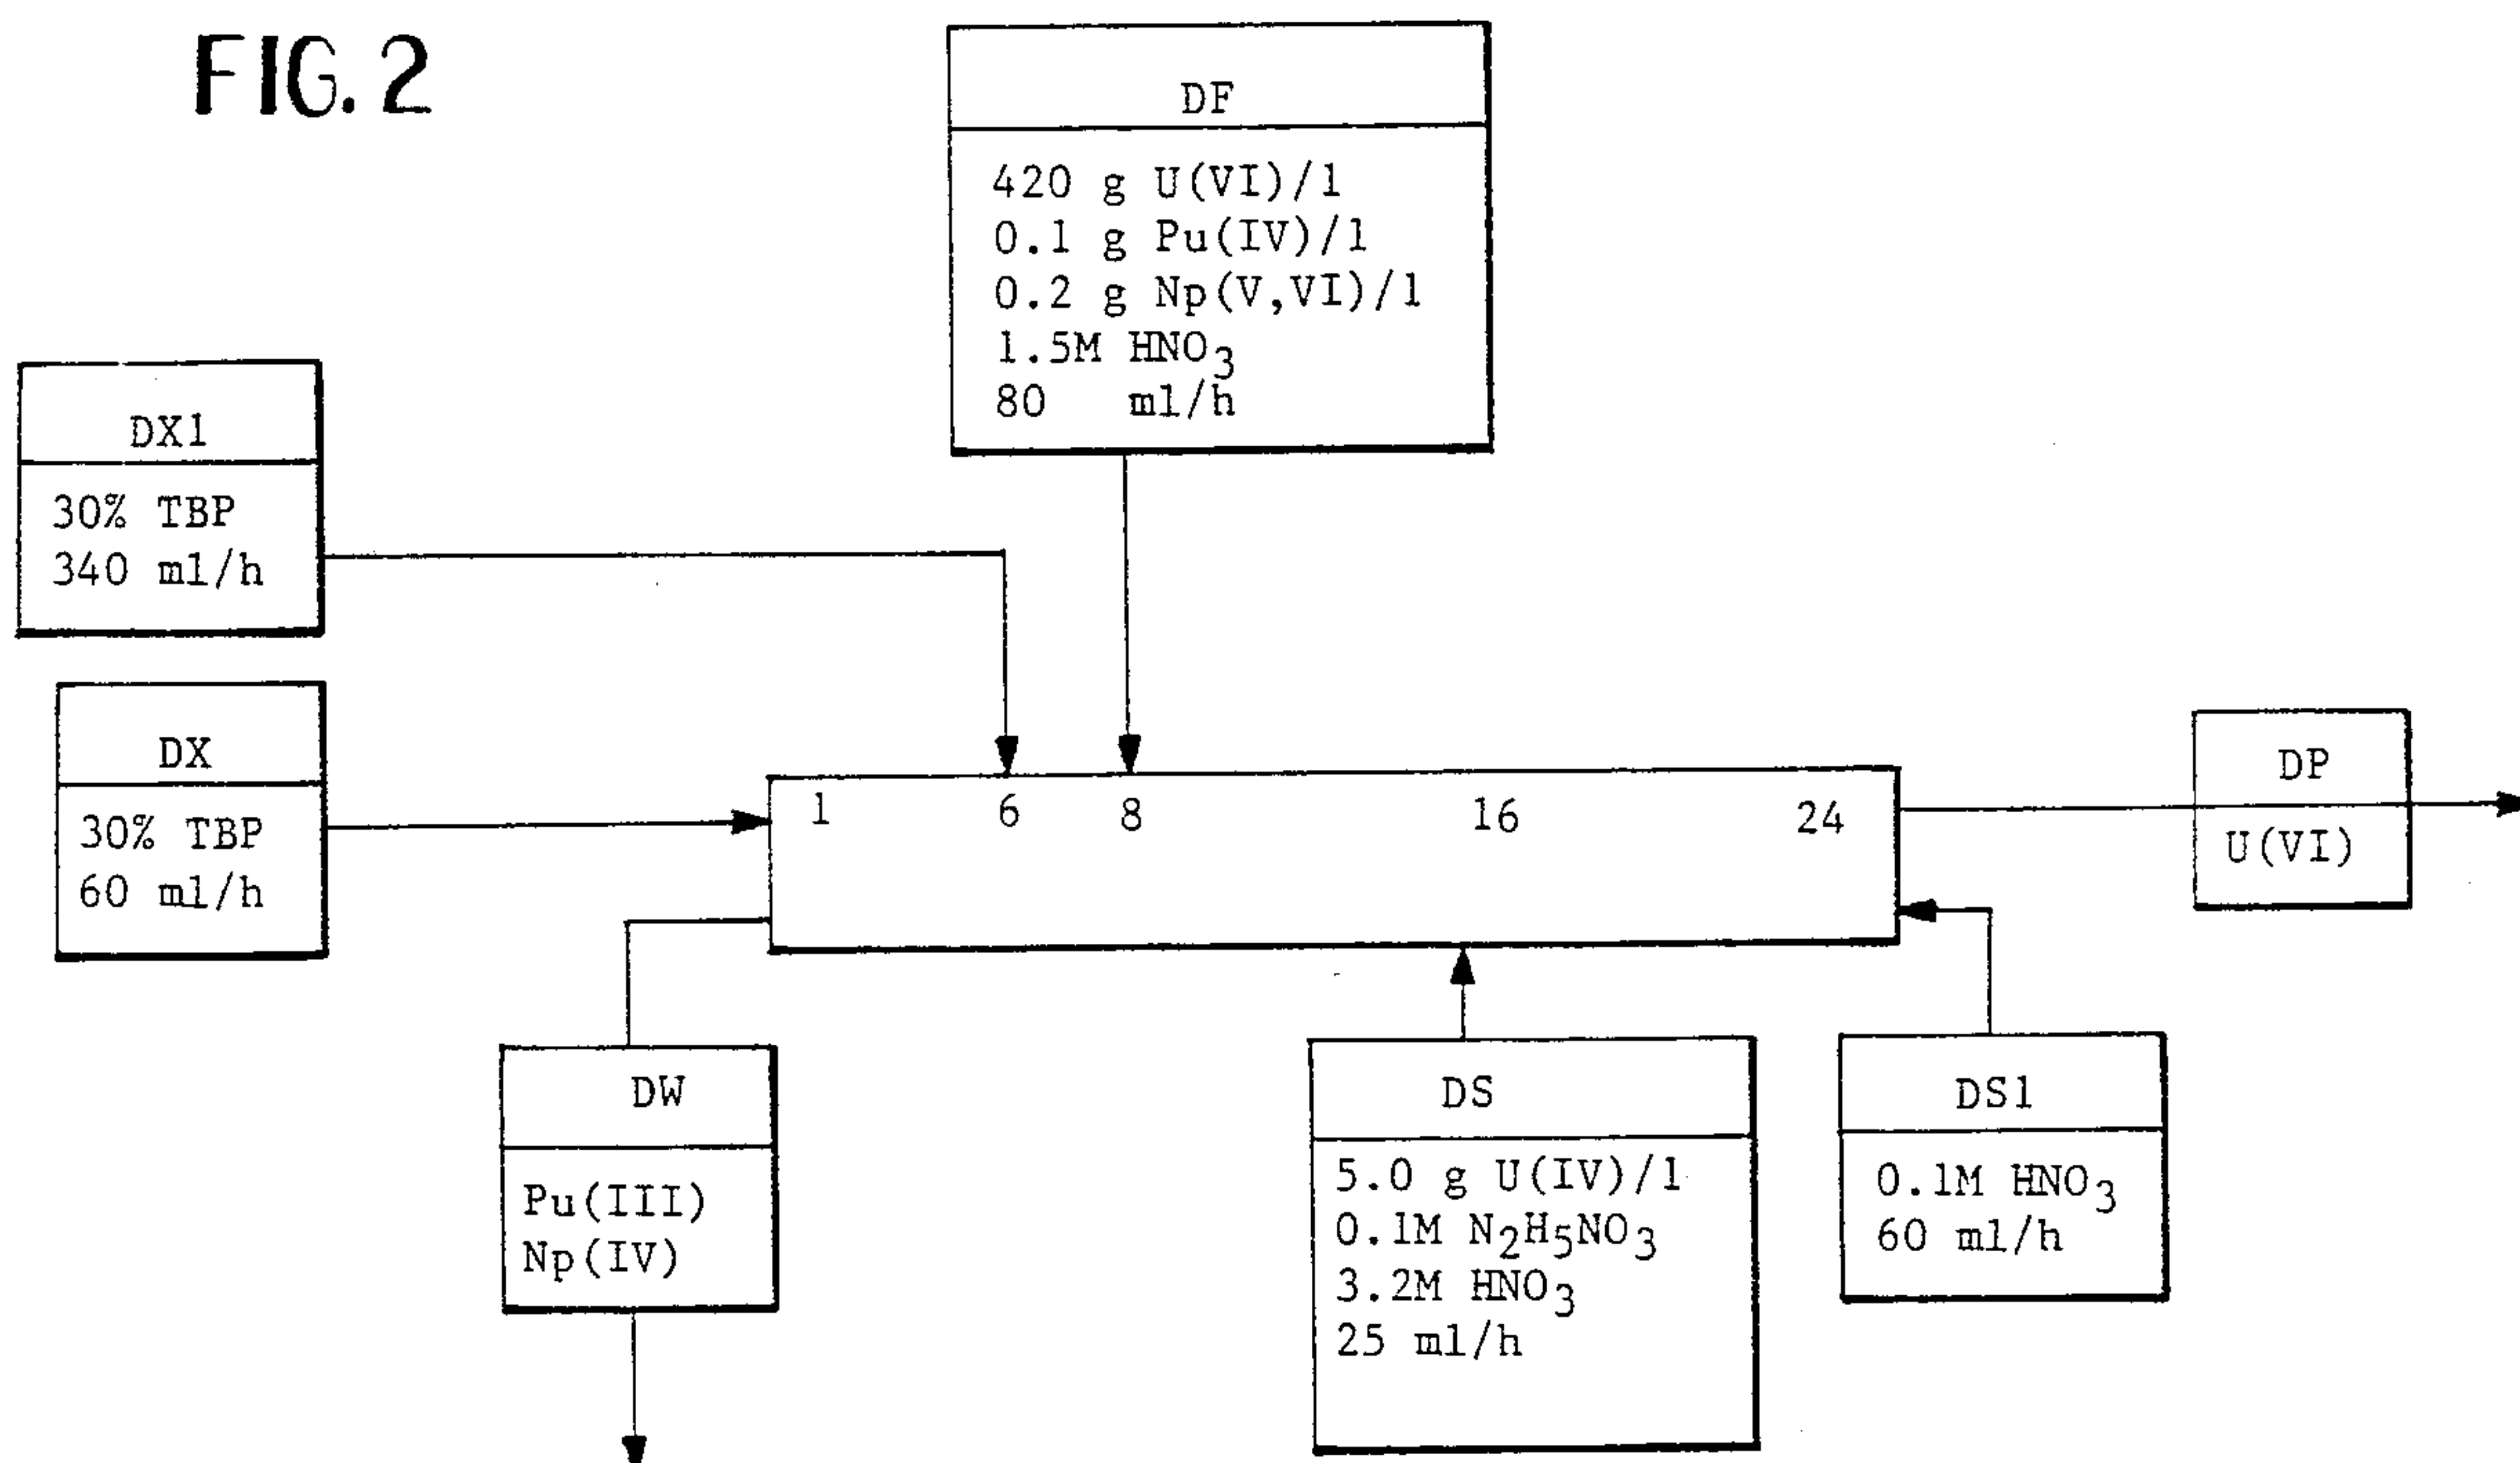 FIG. 2
DF
420 g U(VI)/l
0.1 g Pu(IV)/l
0.2 g Np(V,VI)/l
1.5M HNO3
80 ml/h
DX1
30% TBP
340 ml/h
DX
30% TBP
60 ml/h
1 6 8 16 24
DP
U(VI)
DW
Pu(III)
Np(IV)
DS
5.0 g U(IV)/l
0.1M N2H5NO3
3.2M HNO3
25 ml/h
DS1
0.1M HNO3
60 ml/h